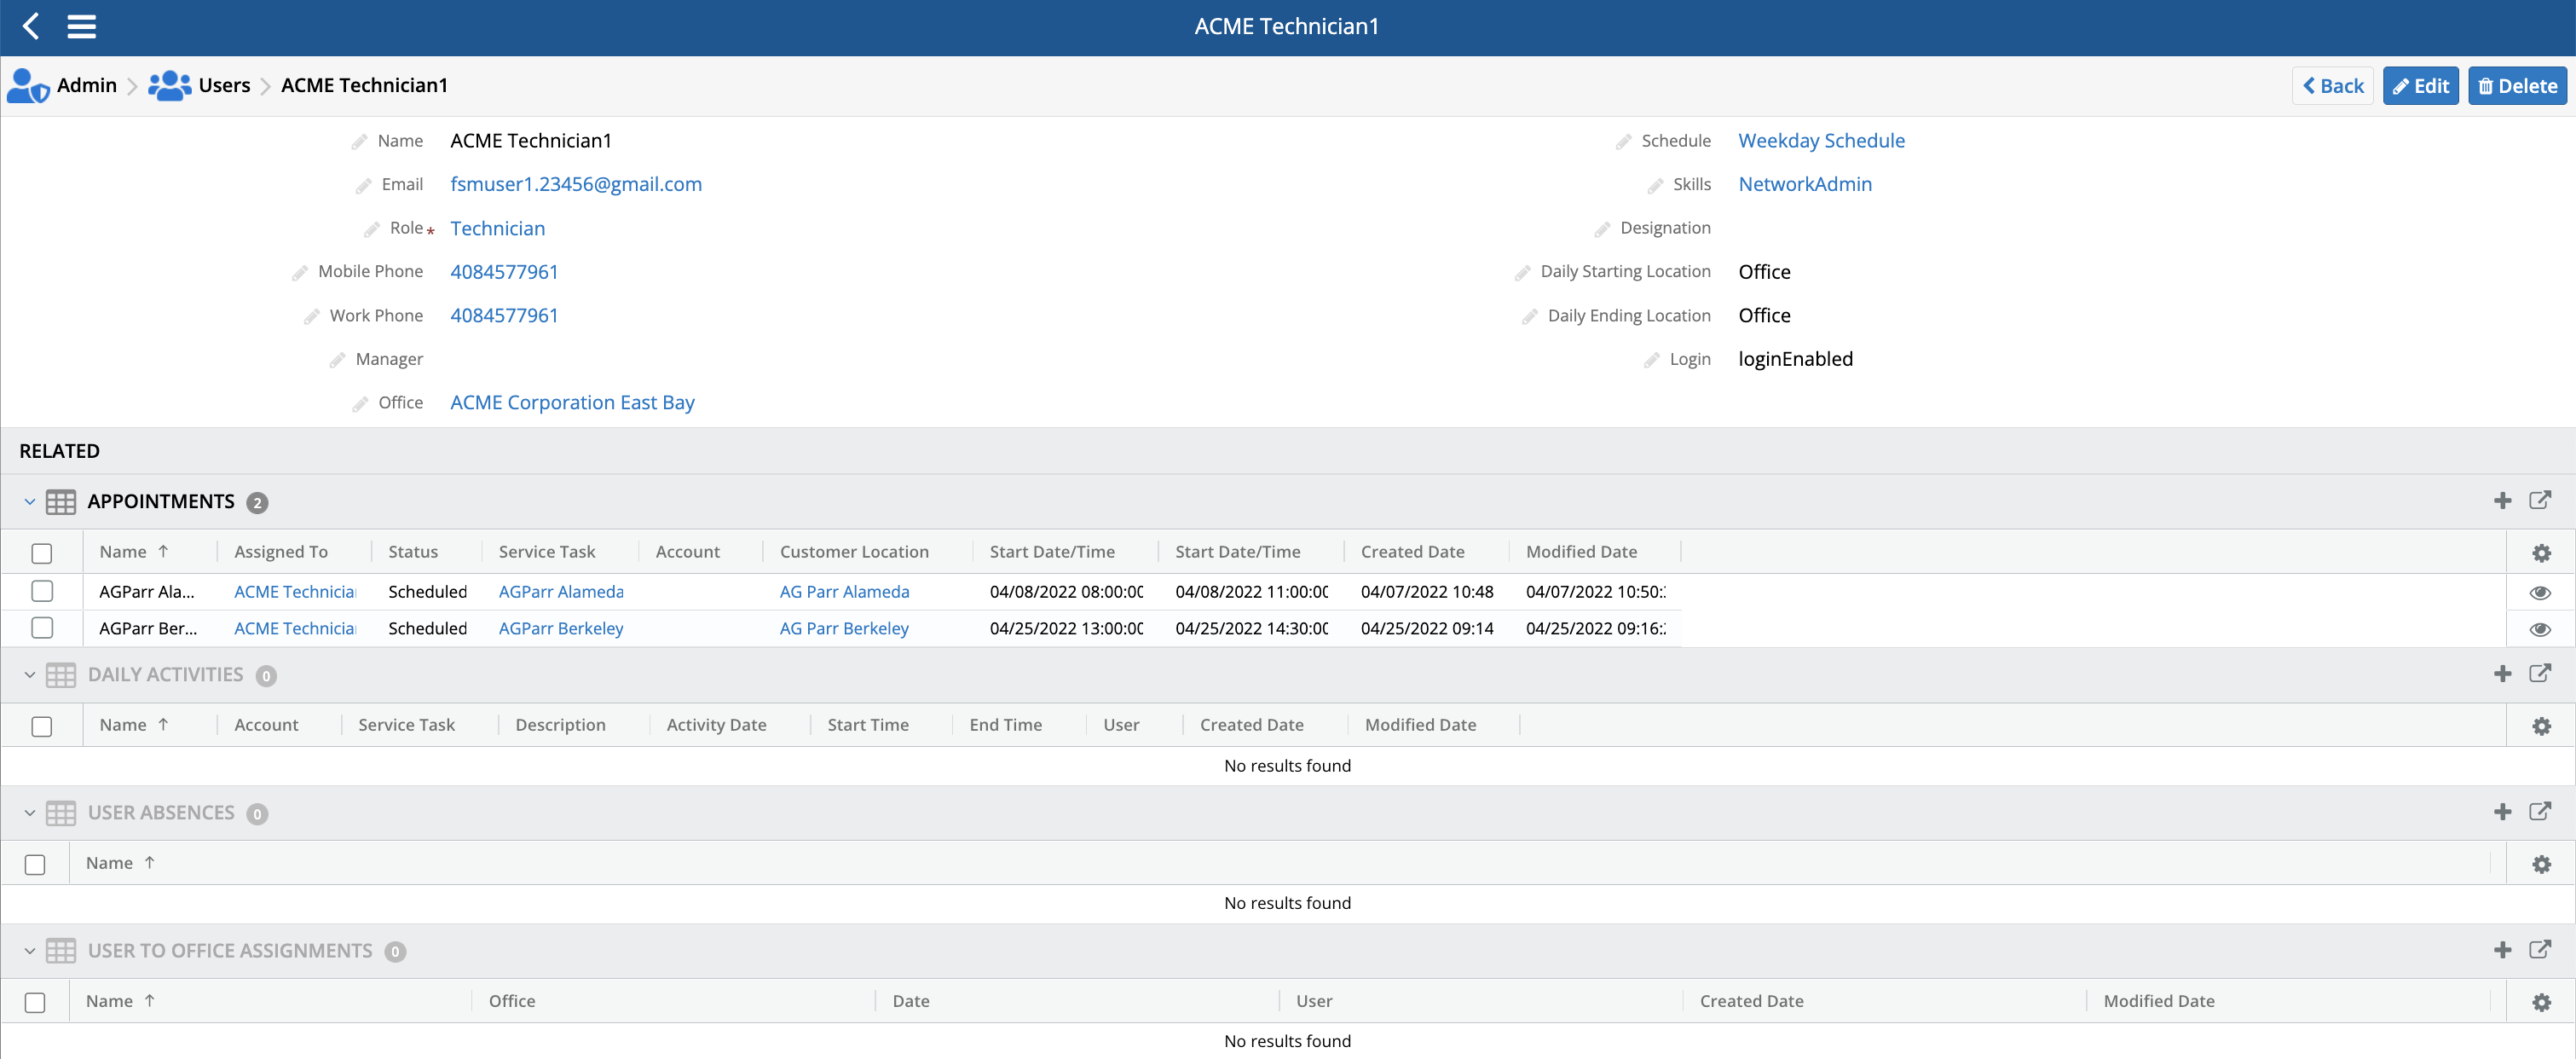 ACME Technician1
Admin Users ACME Technician1 Back Edit Delete
Name ACME Technician1 Schedule Weekday Schedule
Email fsmuser1.23456@gmail.com Skills NetworkAdmin
Role* Technician Designation
Mobile Phone 4084577961 Daily Starting Location Office
Work Phone 4084577961 Daily Ending Location Office
Manager Login loginEnabled
Office ACME Corporation East Bay
RELATED
APPOINTMENTS 2
Name ↑ Assigned To Status Service Task Account Customer Location Start Date/Time Start Date/Time Created Date Modified Date
AGParr Ala... ACME Technicia Scheduled AGParr Alameda AG Parr Alameda 04/08/2022 08:00:00 04/08/2022 11:00:00 04/07/2022 10:48 04/07/2022 10:50:
AGParr Ber... ACME Technicia Scheduled AGParr Berkeley AG Parr Berkeley 04/25/2022 13:00:00 04/25/2022 14:30:00 04/25/2022 09:14 04/25/2022 09:16:
DAILY ACTIVITIES 0
Name ↑ Account Service Task Description Activity Date Start Time End Time User Created Date Modified Date
No results found
USER ABSENCES 0
Name ↑
No results found
USER TO OFFICE ASSIGNMENTS 0
Name ↑ Office Date User Created Date Modified Date
No results found